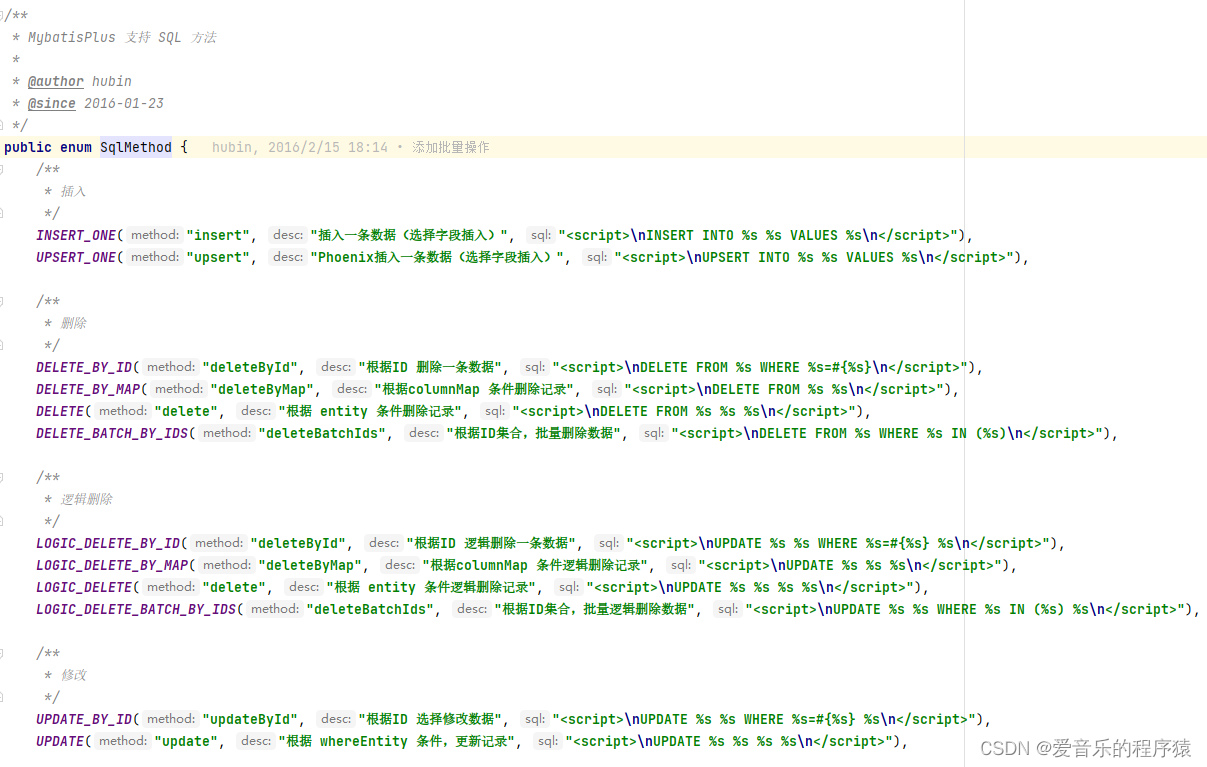 /**
 * MybatisPlus 支持 SQL 方法
 *
 * @author hubin
 * @since 2016-01-23
 */
public enum SqlMethod {   hubin, 2016/2/15 18:14 • 添加批量操作
    /**
     * 插入
     */
    INSERT_ONE( method: "insert", desc: "插入一条数据（选择字段插入）", sql: "<script>\nINSERT INTO %s %s VALUES %s\n</script>"),
    UPSERT_ONE( method: "upsert", desc: "Phoenix插入一条数据（选择字段插入）", sql: "<script>\nUPSERT INTO %s %s VALUES %s\n</script>"),
    /**
     * 删除
     */
    DELETE_BY_ID( method: "deleteById", desc: "根据ID 删除一条数据", sql: "<script>\nDELETE FROM %s WHERE %s=#{%s}\n</script>"),
    DELETE_BY_MAP( method: "deleteByMap", desc: "根据columnMap 条件删除记录", sql: "<script>\nDELETE FROM %s %s\n</script>"),
    DELETE( method: "delete", desc: "根据 entity 条件删除记录", sql: "<script>\nDELETE FROM %s %s %s\n</script>"),
    DELETE_BATCH_BY_IDS( method: "deleteBatchIds", desc: "根据ID集合，批量删除数据", sql: "<script>\nDELETE FROM %s WHERE %s IN (%s)\n</script>"),
    /**
     * 逻辑删除
     */
    LOGIC_DELETE_BY_ID( method: "deleteById", desc: "根据ID 逻辑删除一条数据", sql: "<script>\nUPDATE %s %s WHERE %s=#{%s} %s\n</script>"),
    LOGIC_DELETE_BY_MAP( method: "deleteByMap", desc: "根据columnMap 条件逻辑删除记录", sql: "<script>\nUPDATE %s %s %s\n</script>"),
    LOGIC_DELETE( method: "delete", desc: "根据 entity 条件逻辑删除记录", sql: "<script>\nUPDATE %s %s %s %s\n</script>"),
    LOGIC_DELETE_BATCH_BY_IDS( method: "deleteBatchIds", desc: "根据ID集合，批量逻辑删除数据", sql: "<script>\nUPDATE %s %s WHERE %s IN (%s) %s\n</script>"),
    /**
     * 修改
     */
    UPDATE_BY_ID( method: "updateById", desc: "根据ID 选择修改数据", sql: "<script>\nUPDATE %s %s WHERE %s=#{%s} %s\n</script>"),
    UPDATE( method: "update", desc: "根据 whereEntity 条件，更新记录", sql: "<script>\nUPDATE %s %s %s %s\n</script>"),
CSDN @爱音乐的程序猿